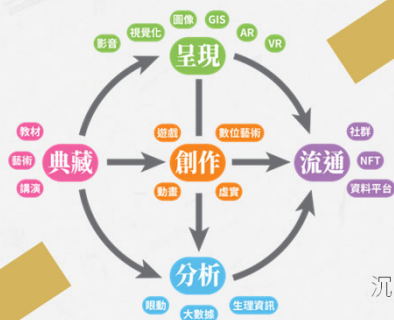 圖像
GIS
視覺化
AR
影音
VR
呈現
教材
遊戲
數位藝術
社群
藝術
典藏
創作
流通
NFT
講演
動畫
虛實
資料平台
分析
眼動
大數據
生理資訊
沉